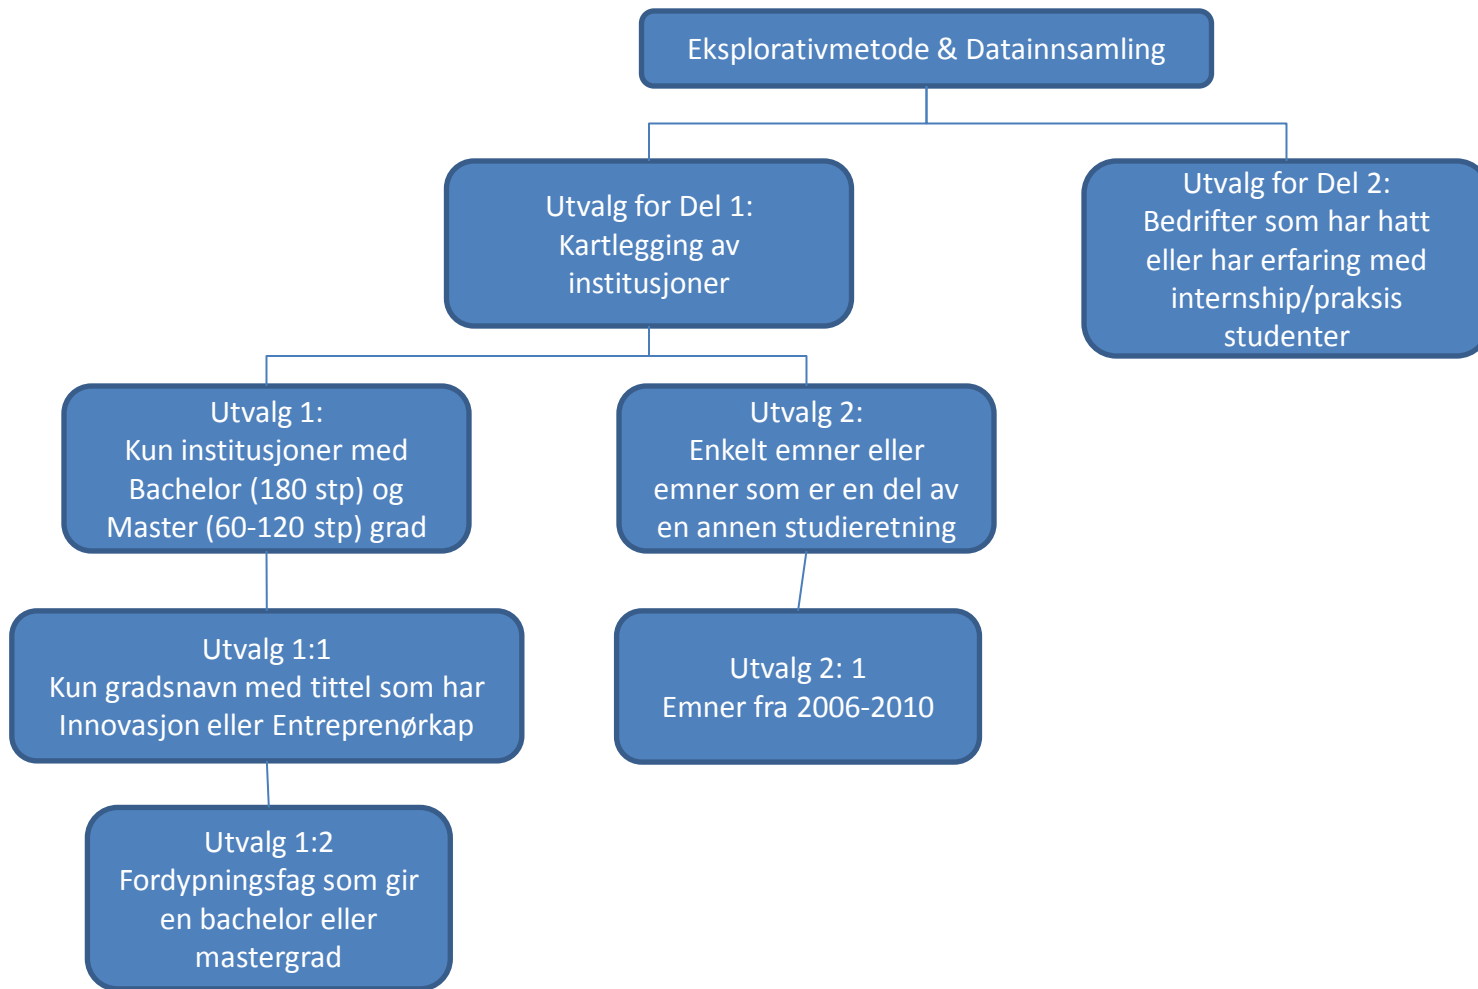 Eksplorativmetode & Datainnsamling
Utvalg for Del 1:
Kartlegging av
institusjoner
Utvalg for Del 2:
Bedrifter som har hatt
eller har erfaring med
internship/praksis
studenter
Utvalg 1:
Kun institusjoner med
Bachelor (180 stp) og
Master (60-120 stp) grad
Utvalg 2:
Enkelt emner eller
emner som er en del av
en annen studieretning
Utvalg 1:1
Kun gradsnavn med tittel som har
Innovasjon eller Entreprenørkap
Utvalg 2: 1
Emner fra 2006-2010
Utvalg 1:2
Fordypningsfag som gir
en bachelor eller
mastergrad